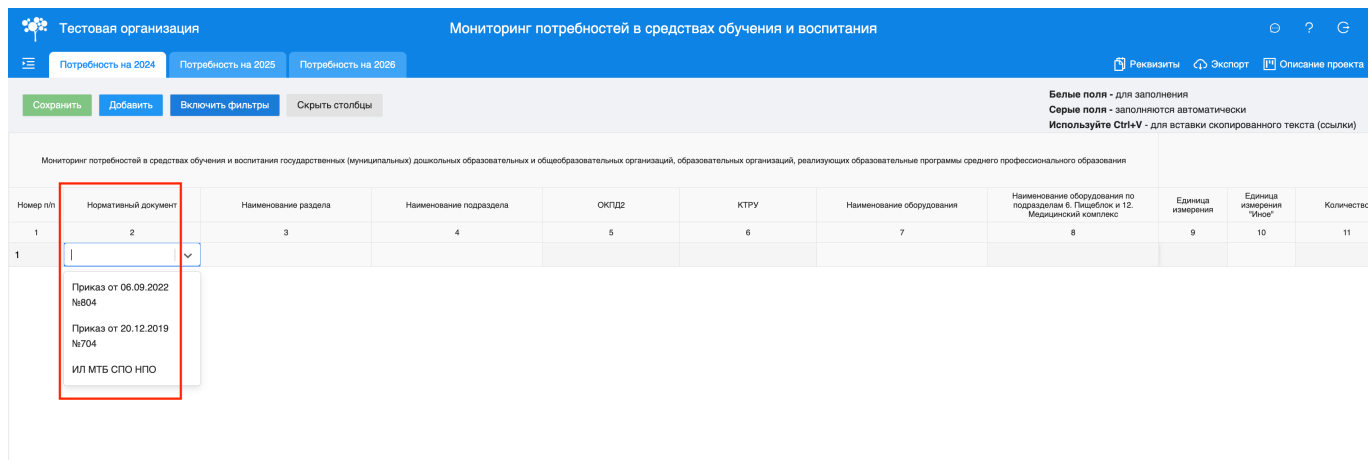 Тестовая организация
Мониторинг потребностей в средствах обучения и воспитания
?
Потребность на 2024
Потребность на 2025
Потребность на 2026
Реквизиты
Экспорт
Описание проекта
Сохранить
Добавить
Включить фильтры
Скрыть столбцы
Белые поля - для заполнения
Серые поля - заполняются автоматически
Используйте Ctrl+V - для вставки скопированного текста (ссылки)
Мониторинг потребностей в средствах обучения и воспитания государственных (муниципальных) дошкольных образовательных и общеобразовательных организаций, образовательных организаций, реализующих образовательные программы среднего профессионального образования
Номер п/п
Нормативный документ
Наименование раздела
Наименование подраздела
ОКПД2
КТРУ
Наименование оборудования
Наименование оборудования по
подразделам 6. Пищеблок и 12.
Медицинский комплекс
Единица
измерения
Единица
измерения
"Иное"
Количество
1
2
3
4
5
6
7
8
9
10
11
1
Приказ от 06.09.2022
№804
Приказ от 20.12.2019
№704
ИЛ МТБ СПО НПО